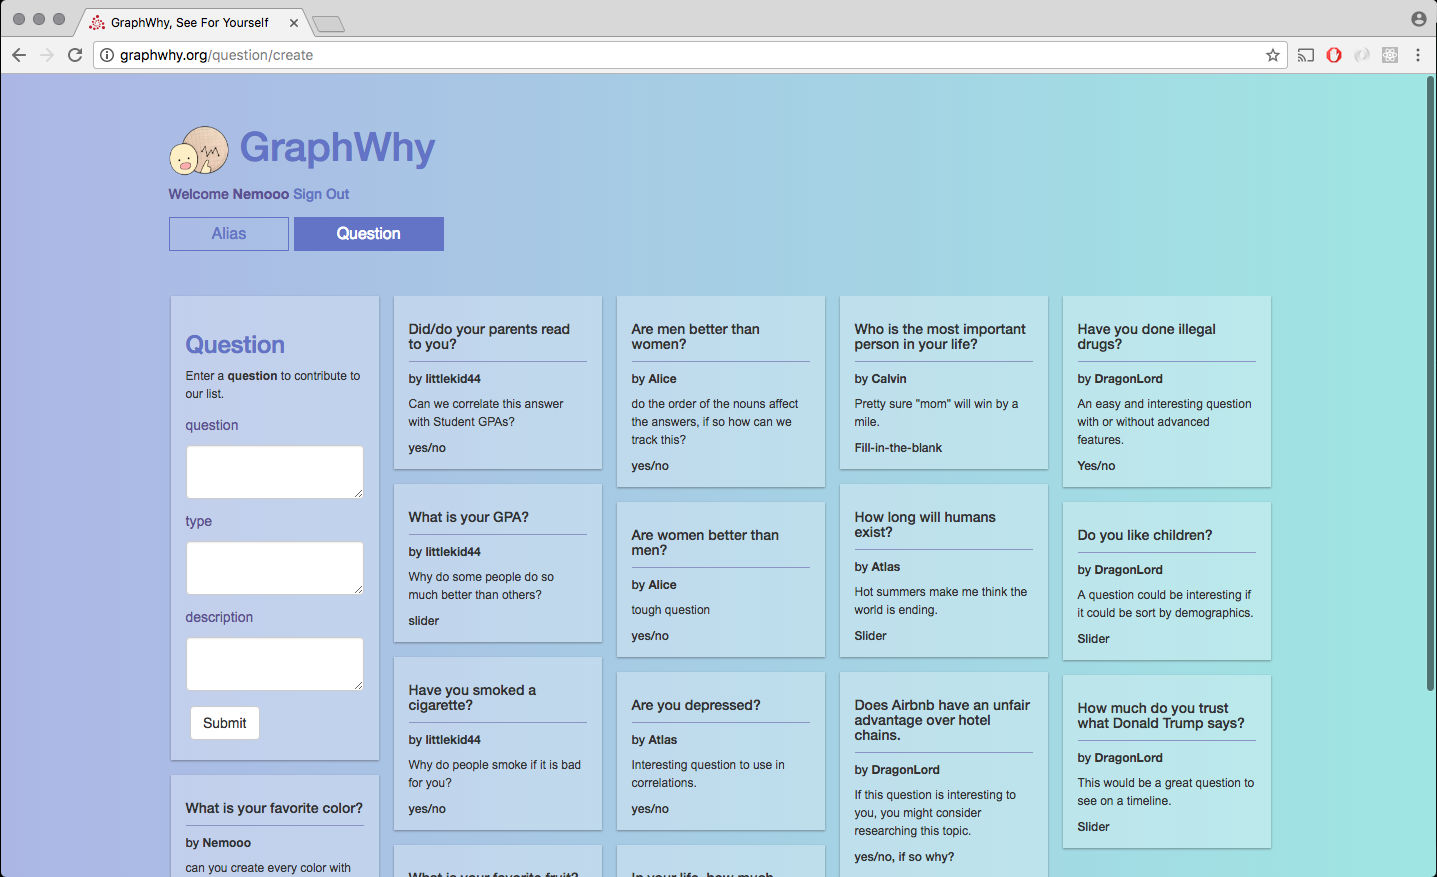 GraphWhy, See For Yourself
graphwhy.org/question/create
GraphWhy
Welcome Nemooo Sign Out
Alias
Question
Question
Enter a question to contribute to
our list.
question
type
description
Submit
What is your favorite color?
by Nemooo
can you create every color with
Did/do your parents read
to you?
by littlekid44
Can we correlate this answer
with Student GPAs?
yes/no
What is your GPA?
by littlekid44
Why do some people do so
much better than others?
slider
Have you smoked a
cigarette?
by littlekid44
Why do people smoke if it is bad
for you?
yes/no
What is your favorite fruit?
Are men better than
women?
by Alice
do the order of the nouns affect
the answers, if so how can we
track this?
yes/no
Are women better than
men?
by Alice
tough question
yes/no
Are you depressed?
by Atlas
Interesting question to use in
correlations.
yes/no
In your life, how much
Who is the most important
person in your life?
by Calvin
Pretty sure "mom" will win by a
mile.
Fill-in-the-blank
How long will humans
exist?
by Atlas
Hot summers make me think the
world is ending.
Slider
Does Airbnb have an unfair
advantage over hotel
chains.
by DragonLord
If this question is interesting to
you, you might consider
researching this topic.
yes/no, if so why?
Have you done illegal
drugs?
by DragonLord
An easy and interesting question
with or without advanced
features.
Yes/no
Do you like children?
by DragonLord
A question could be interesting if
it could be sort by demographics.
Slider
How much do you trust
what Donald Trump says?
by DragonLord
This would be a great question to
see on a timeline.
Slider